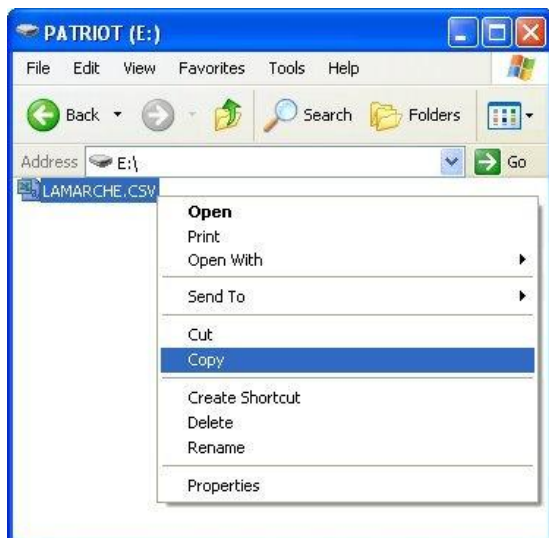 PATRIOT (E:)
File Edit View Favorites Tools Help
Back Search Folders
Address E:\ Go
LAMARCHE.CSV
Open
Print
Open With
Send To
Cut
Copy
Create Shortcut
Delete
Rename
Properties